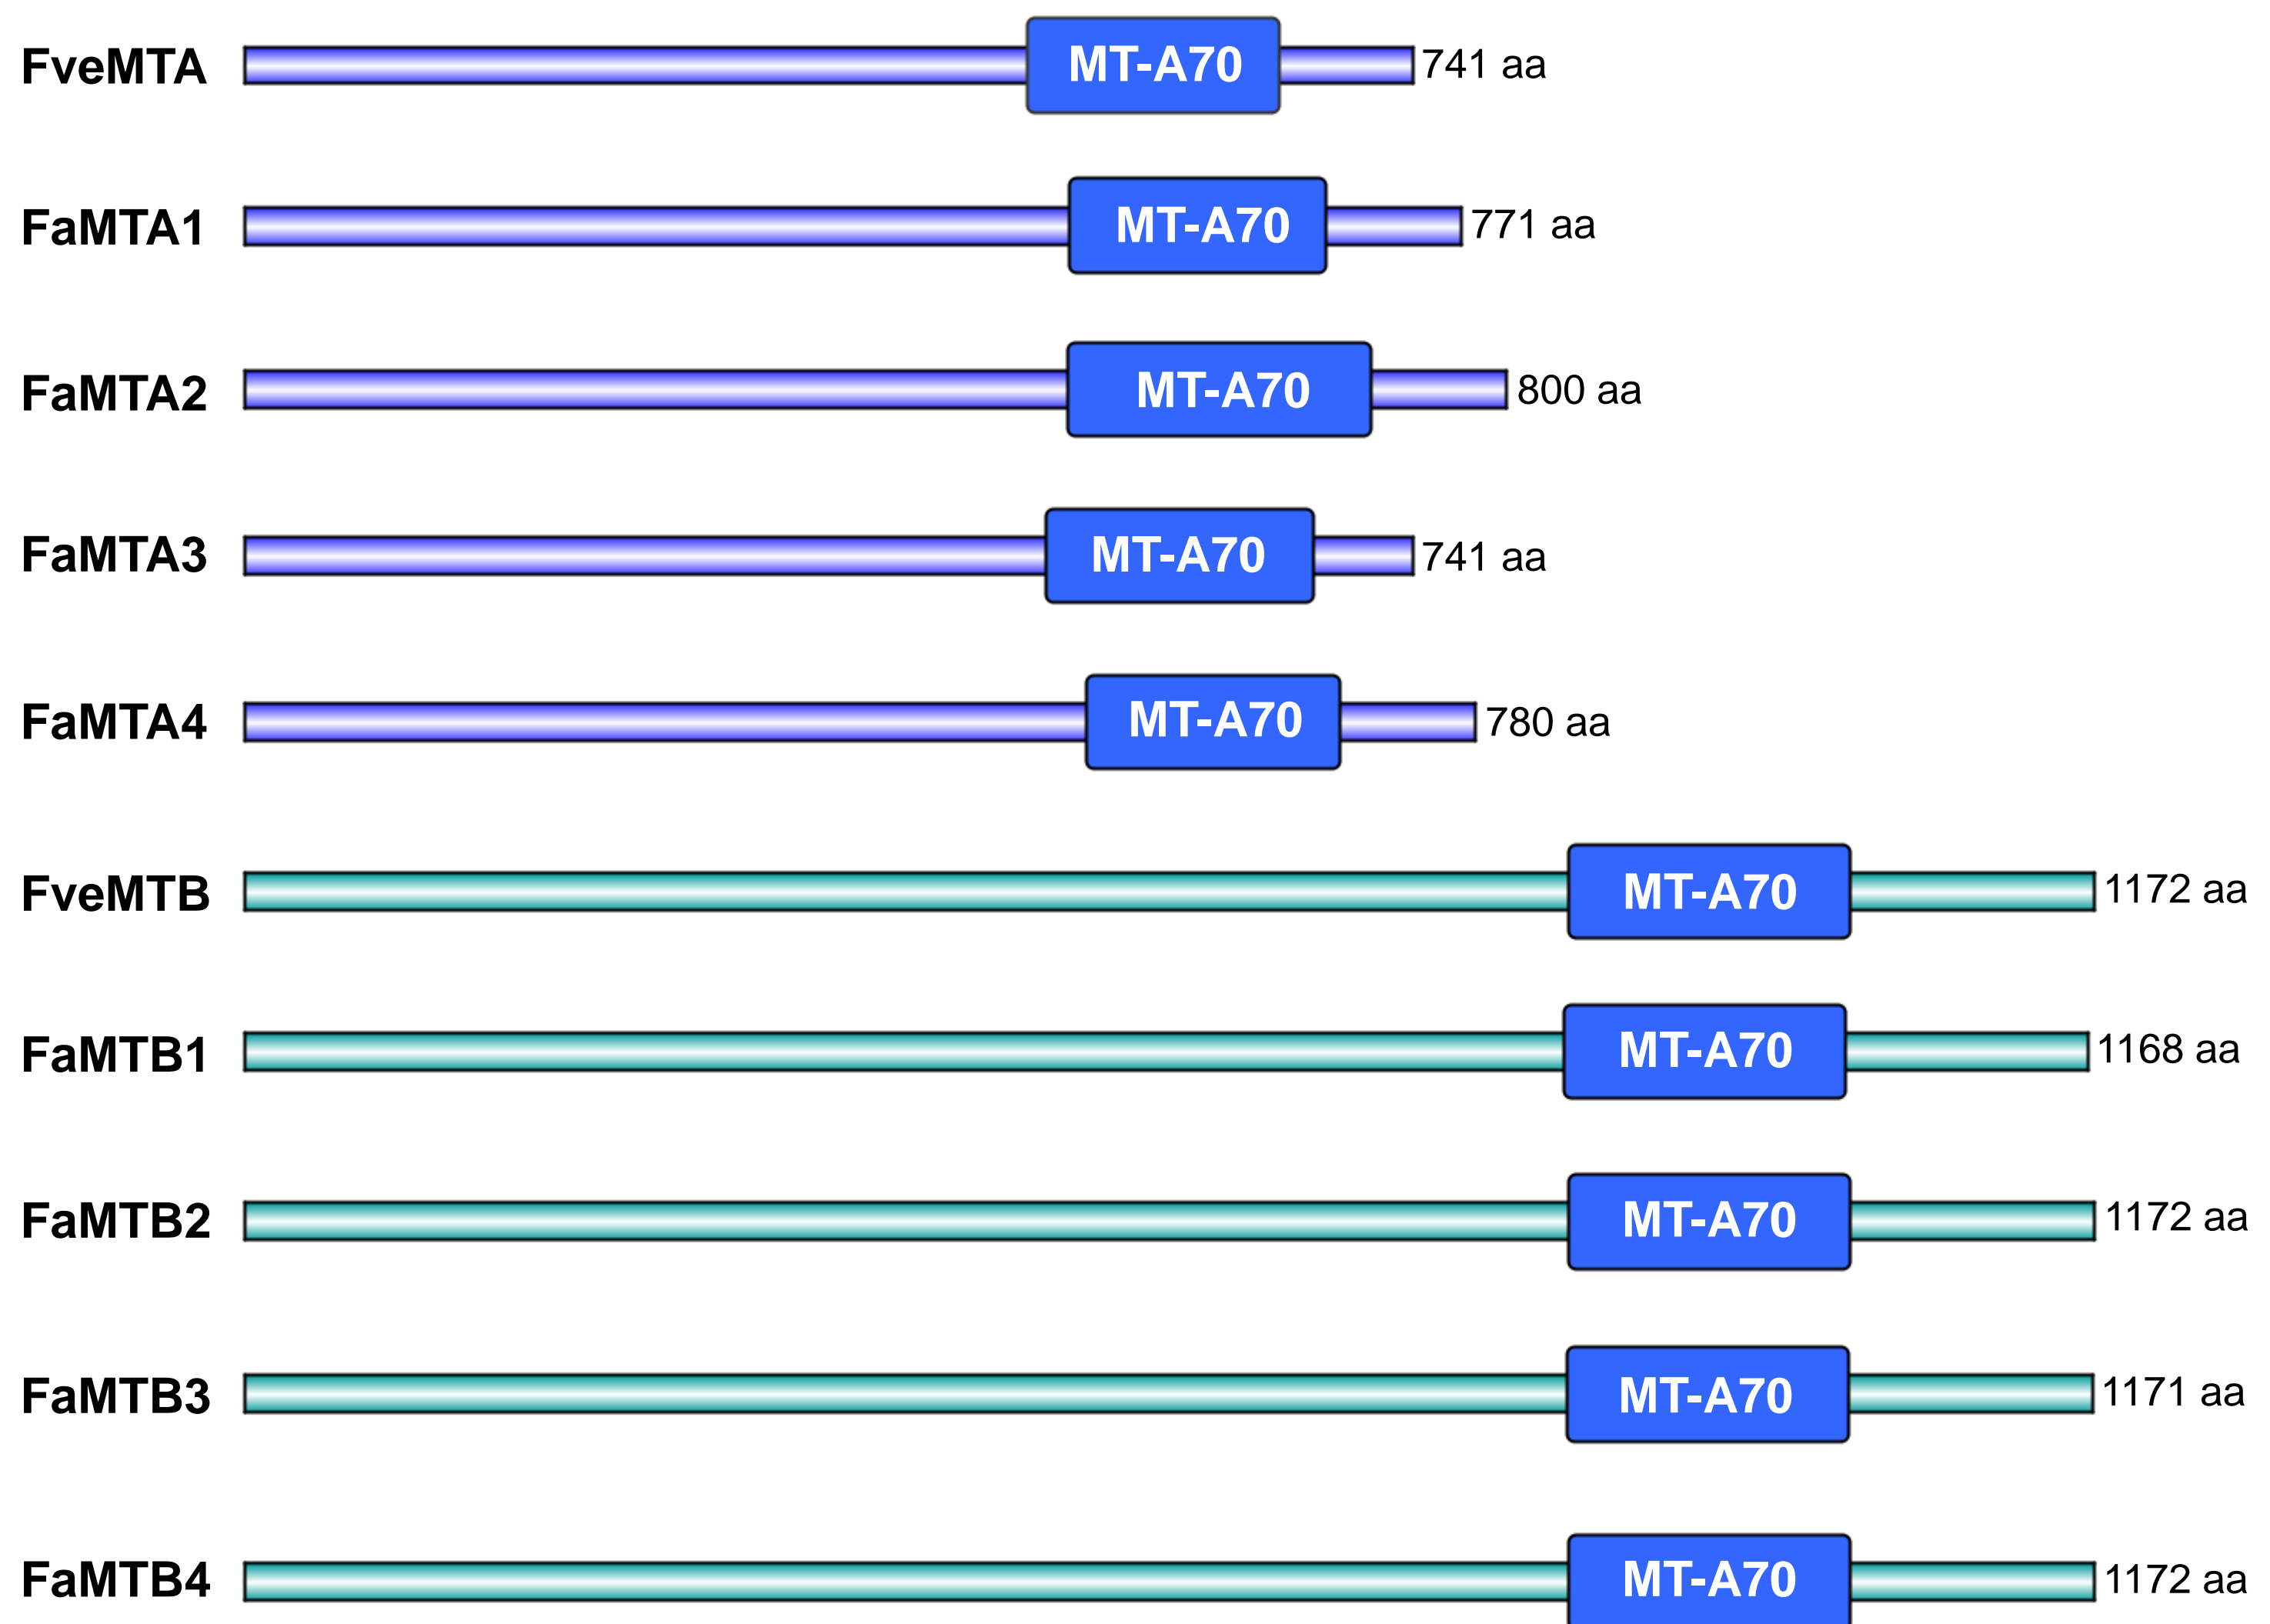 FveMTA MT-A70 741 aa
FaMTA1 MT-A70 771 aa
FaMTA2 MT-A70 800 aa
FaMTA3 MT-A70 741 aa
FaMTA4 MT-A70 780 aa
FveMTB MT-A70 1172 aa
FaMTB1 MT-A70 1168 aa
FaMTB2 MT-A70 1172 aa
FaMTB3 MT-A70 1171 aa
FaMTB4 MT-A70 1172 aa